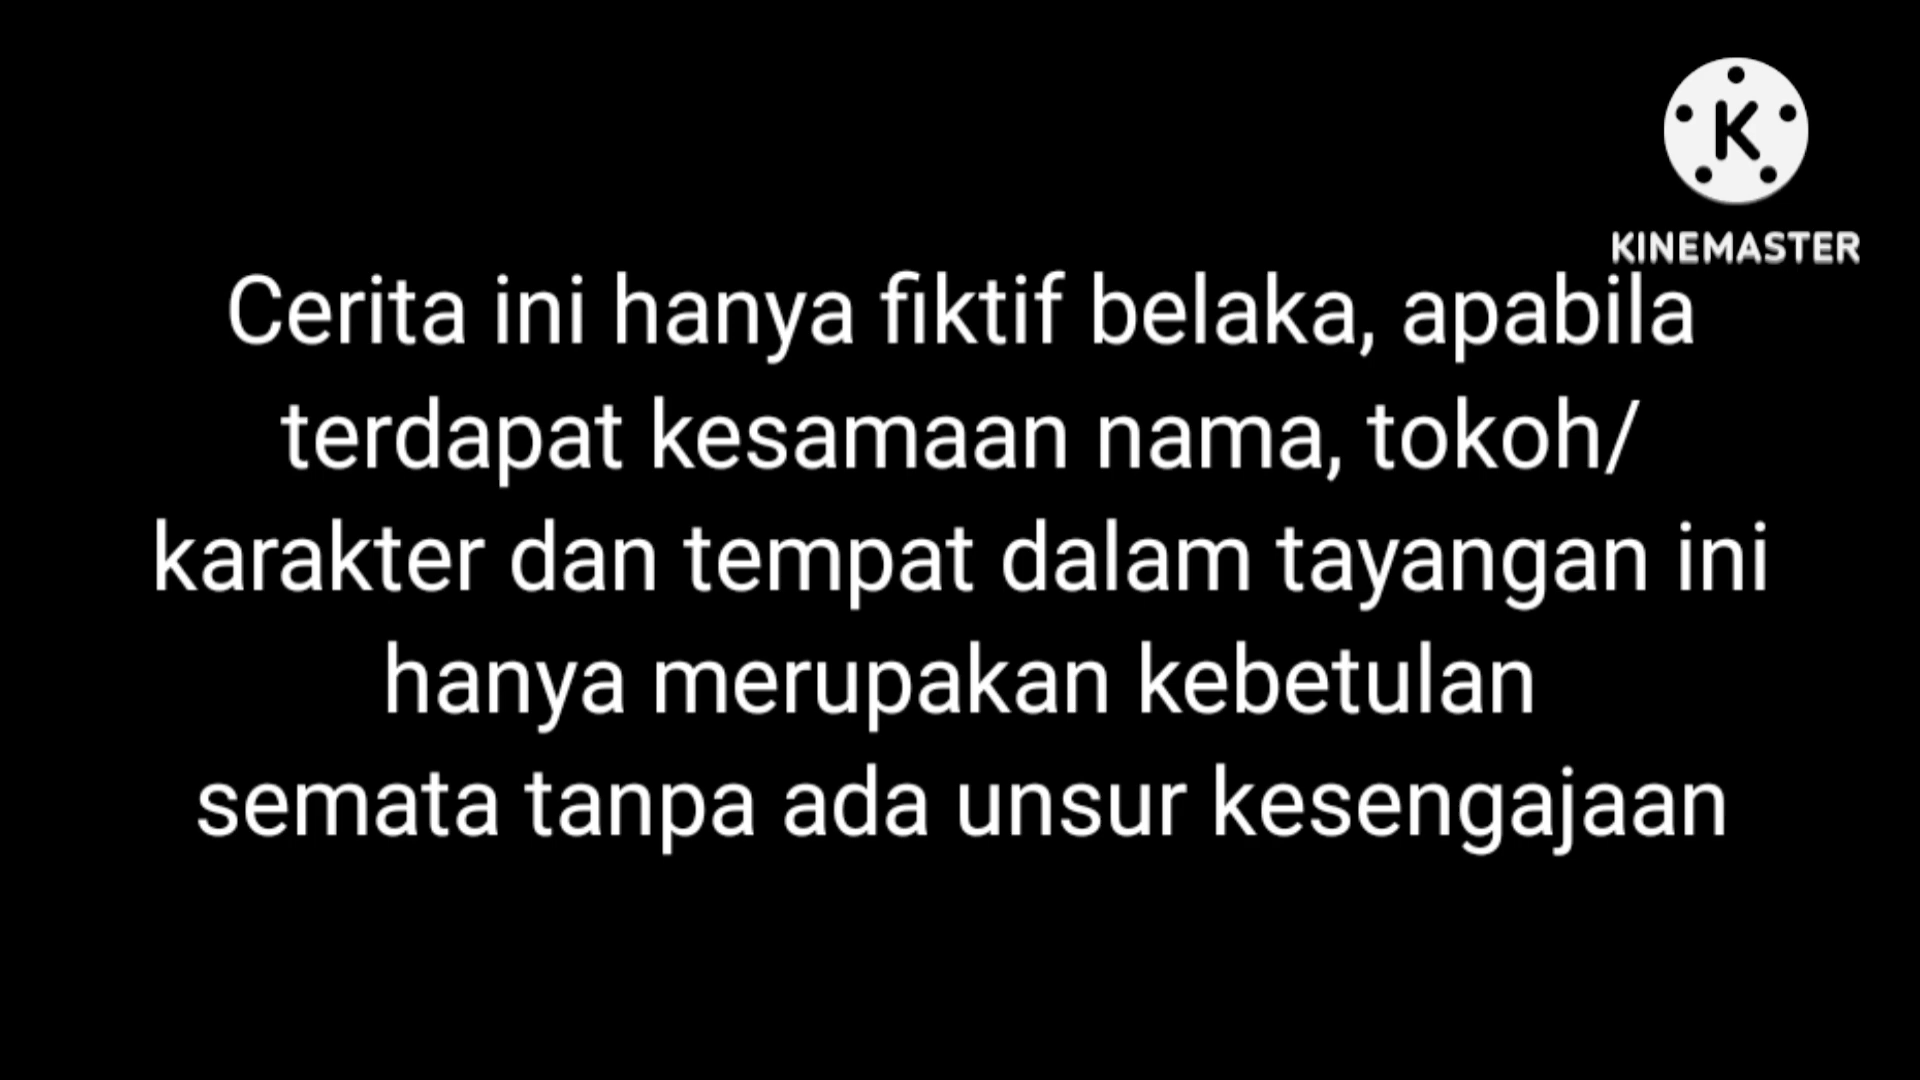 K
KINEMASTER
Cerita ini hanya fiktif belaka, apabila
terdapat kesamaan nama, tokoh/
karakter dan tempat dalam tayangan ini
hanya merupakan kebetulan
semata tanpa ada unsur kesengajaan